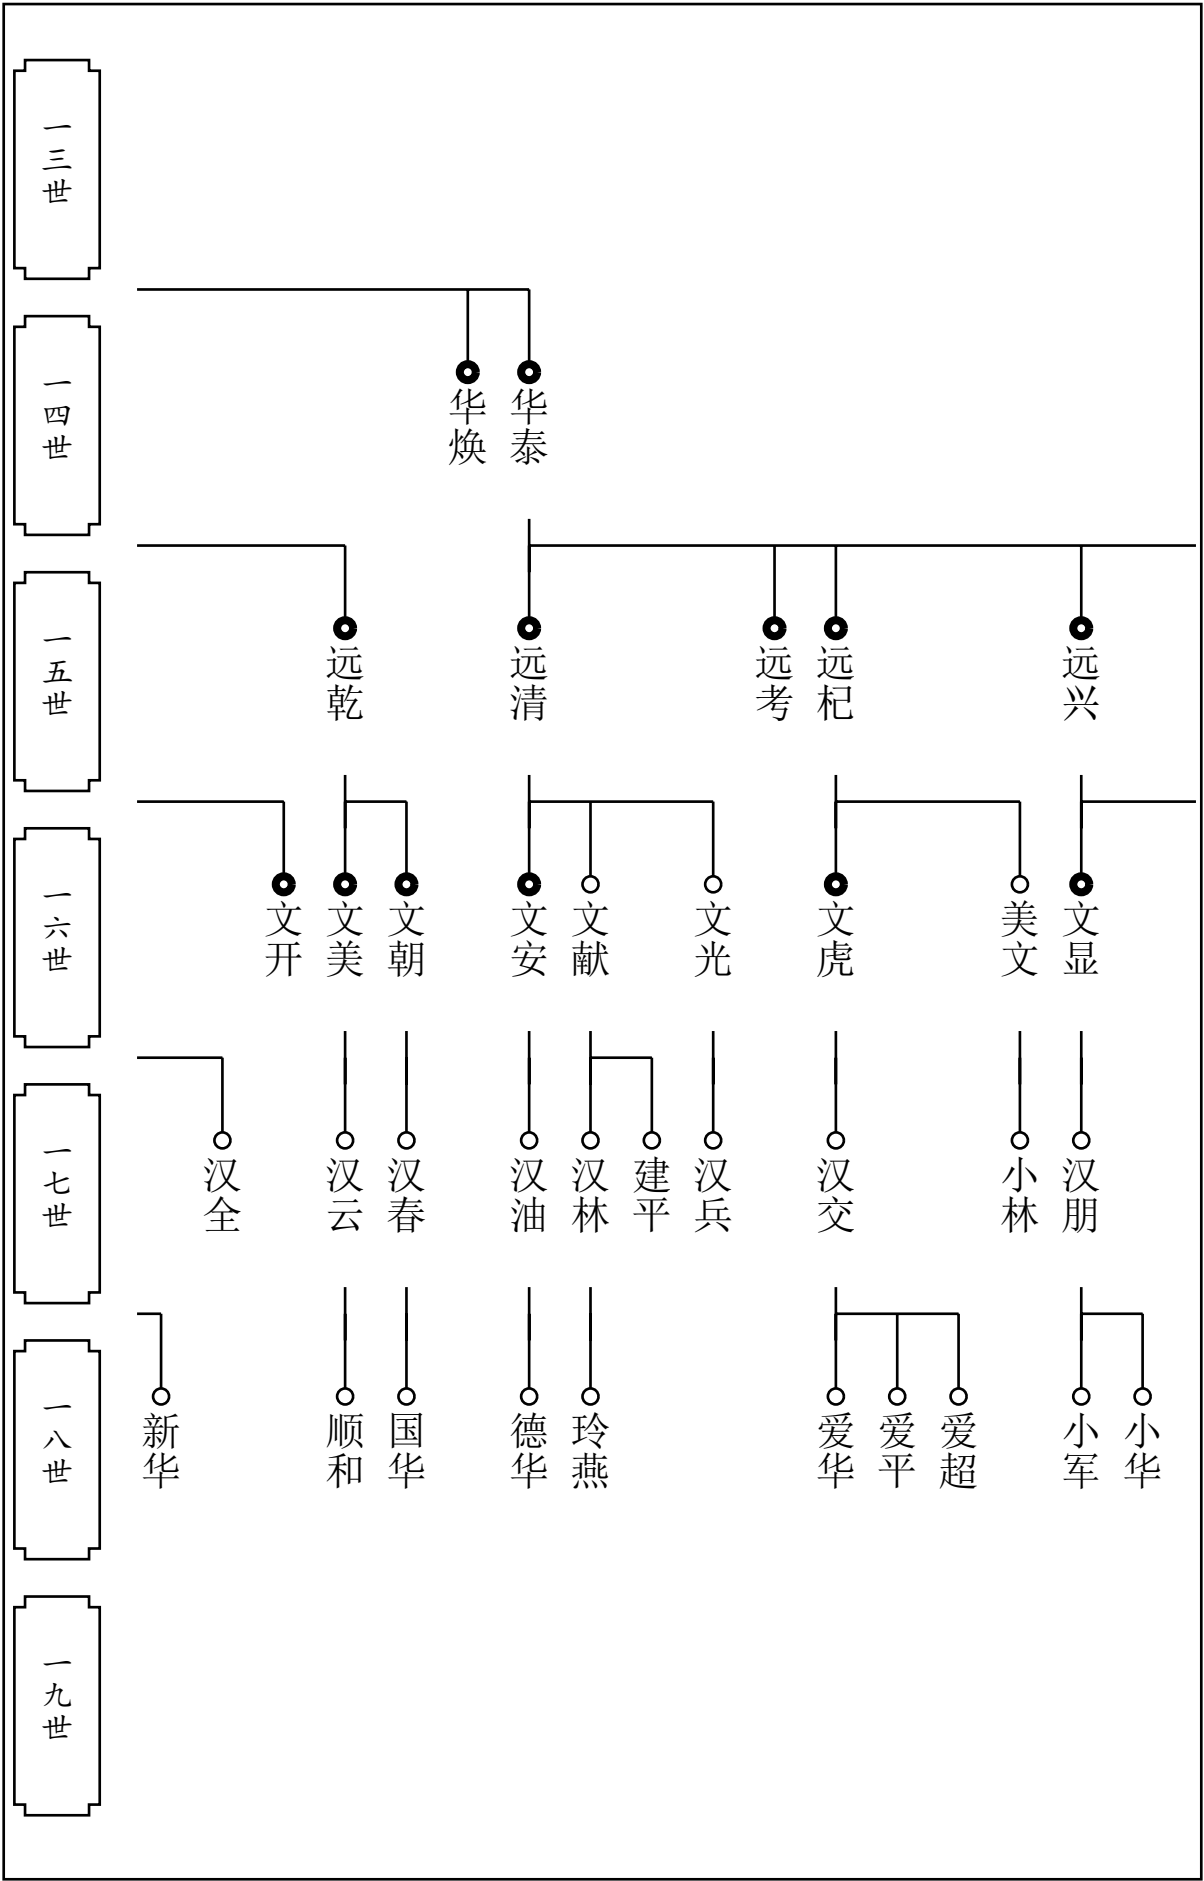 一三世
一四世
华焕
华泰
一五世
远乾
远清
远考
远杞
远兴
一六世
文开
文美
文朝
文安
文献
文光
文虎
美文
文显
一七世
汉全
汉云
汉春
汉油
汉林
建平
汉兵
汉交
小林
汉朋
一八世
新华
顺和
国华
德华
玲燕
爱华
爱平
爱超
小军
小华
一九世